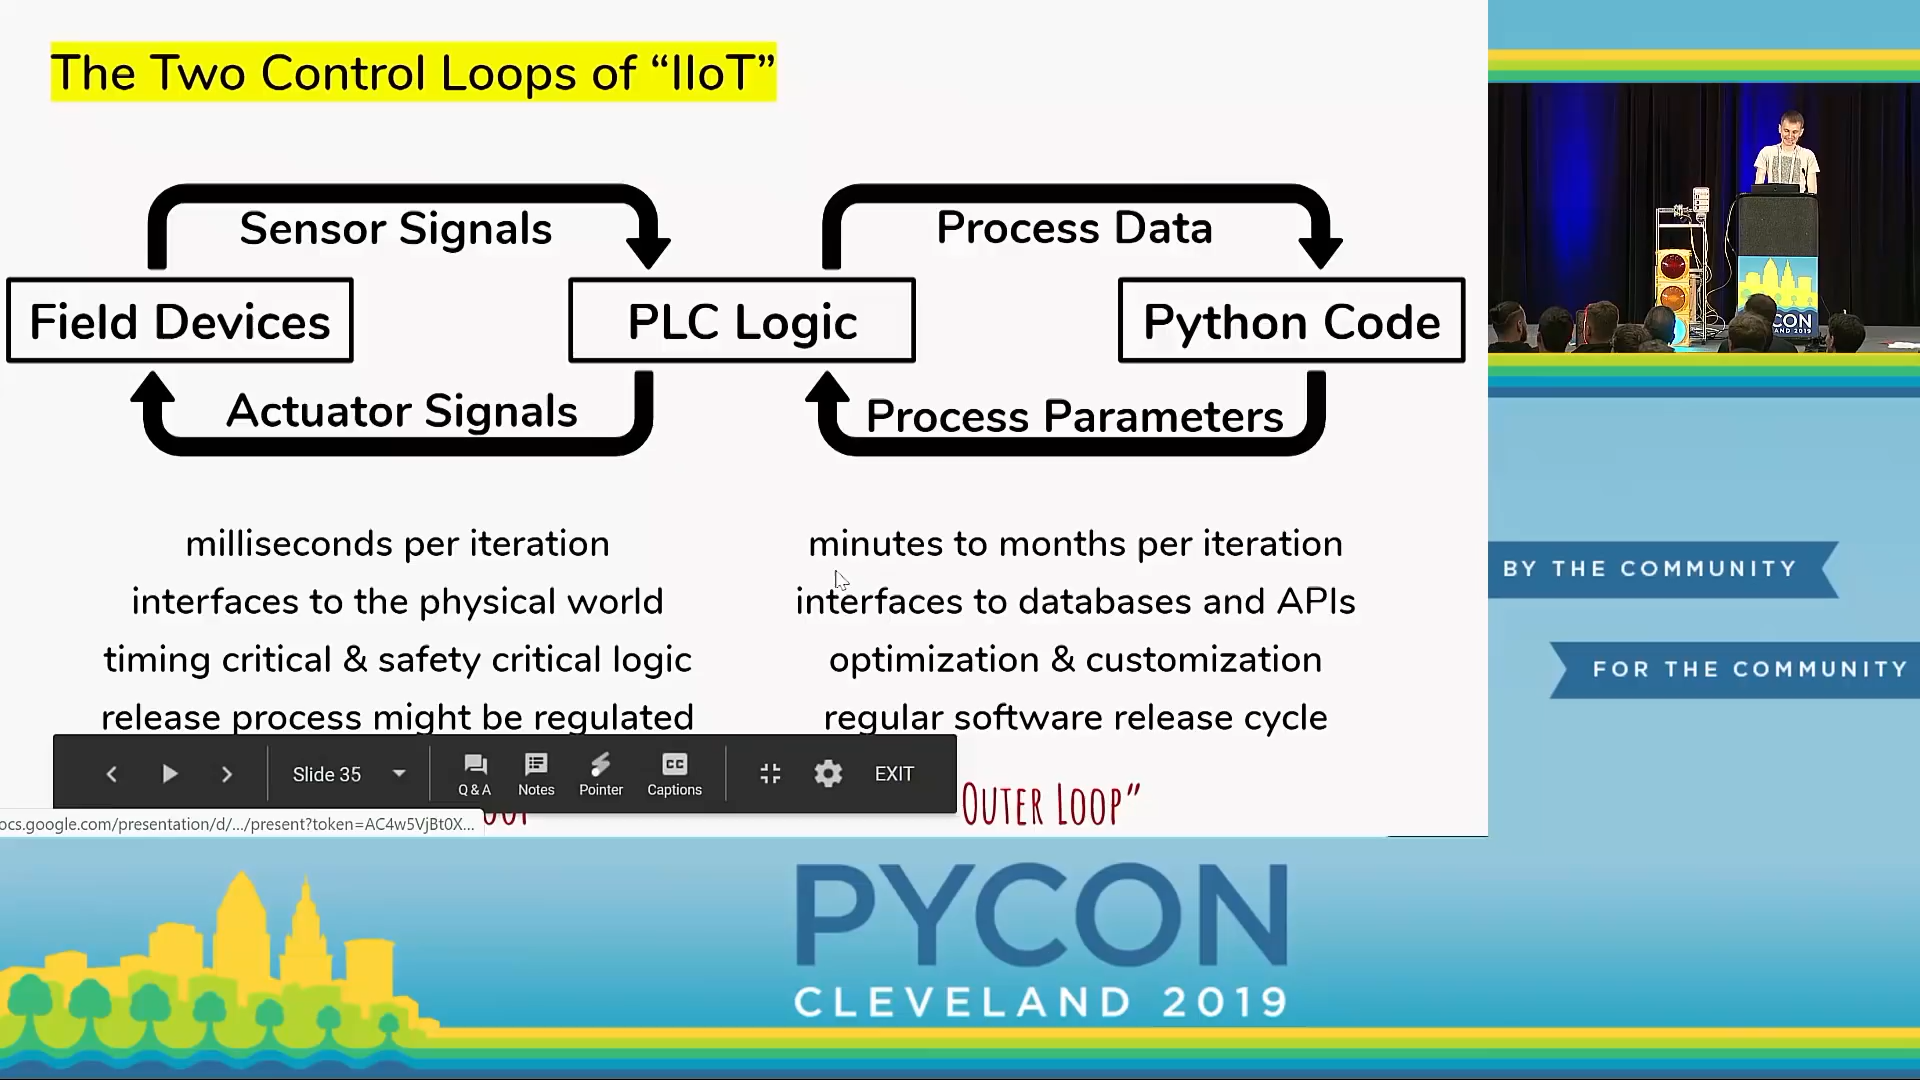 The Two Control Loops of “IIoT”
Sensor Signals
Process Data
Field Devices
PLC Logic
Python Code
Actuator Signals
Process Parameters
milliseconds per iteration
interfaces to the physical world
timing critical & safety critical logic
release process might be regulated
minutes to months per iteration
interfaces to databases and APIs
optimization & customization
regular software release cycle
Slide 35
Q & A
Notes
Pointer
CC
Captions
EXIT
OUTER LOOP”
ocs.google.com/presentation/d/.../present?token=AC4w5VjBt0X...
CON
AND 2019
BY THE COMMUNITY
FOR THE COMMUNITY
PYCON
CLEVELAND 2019